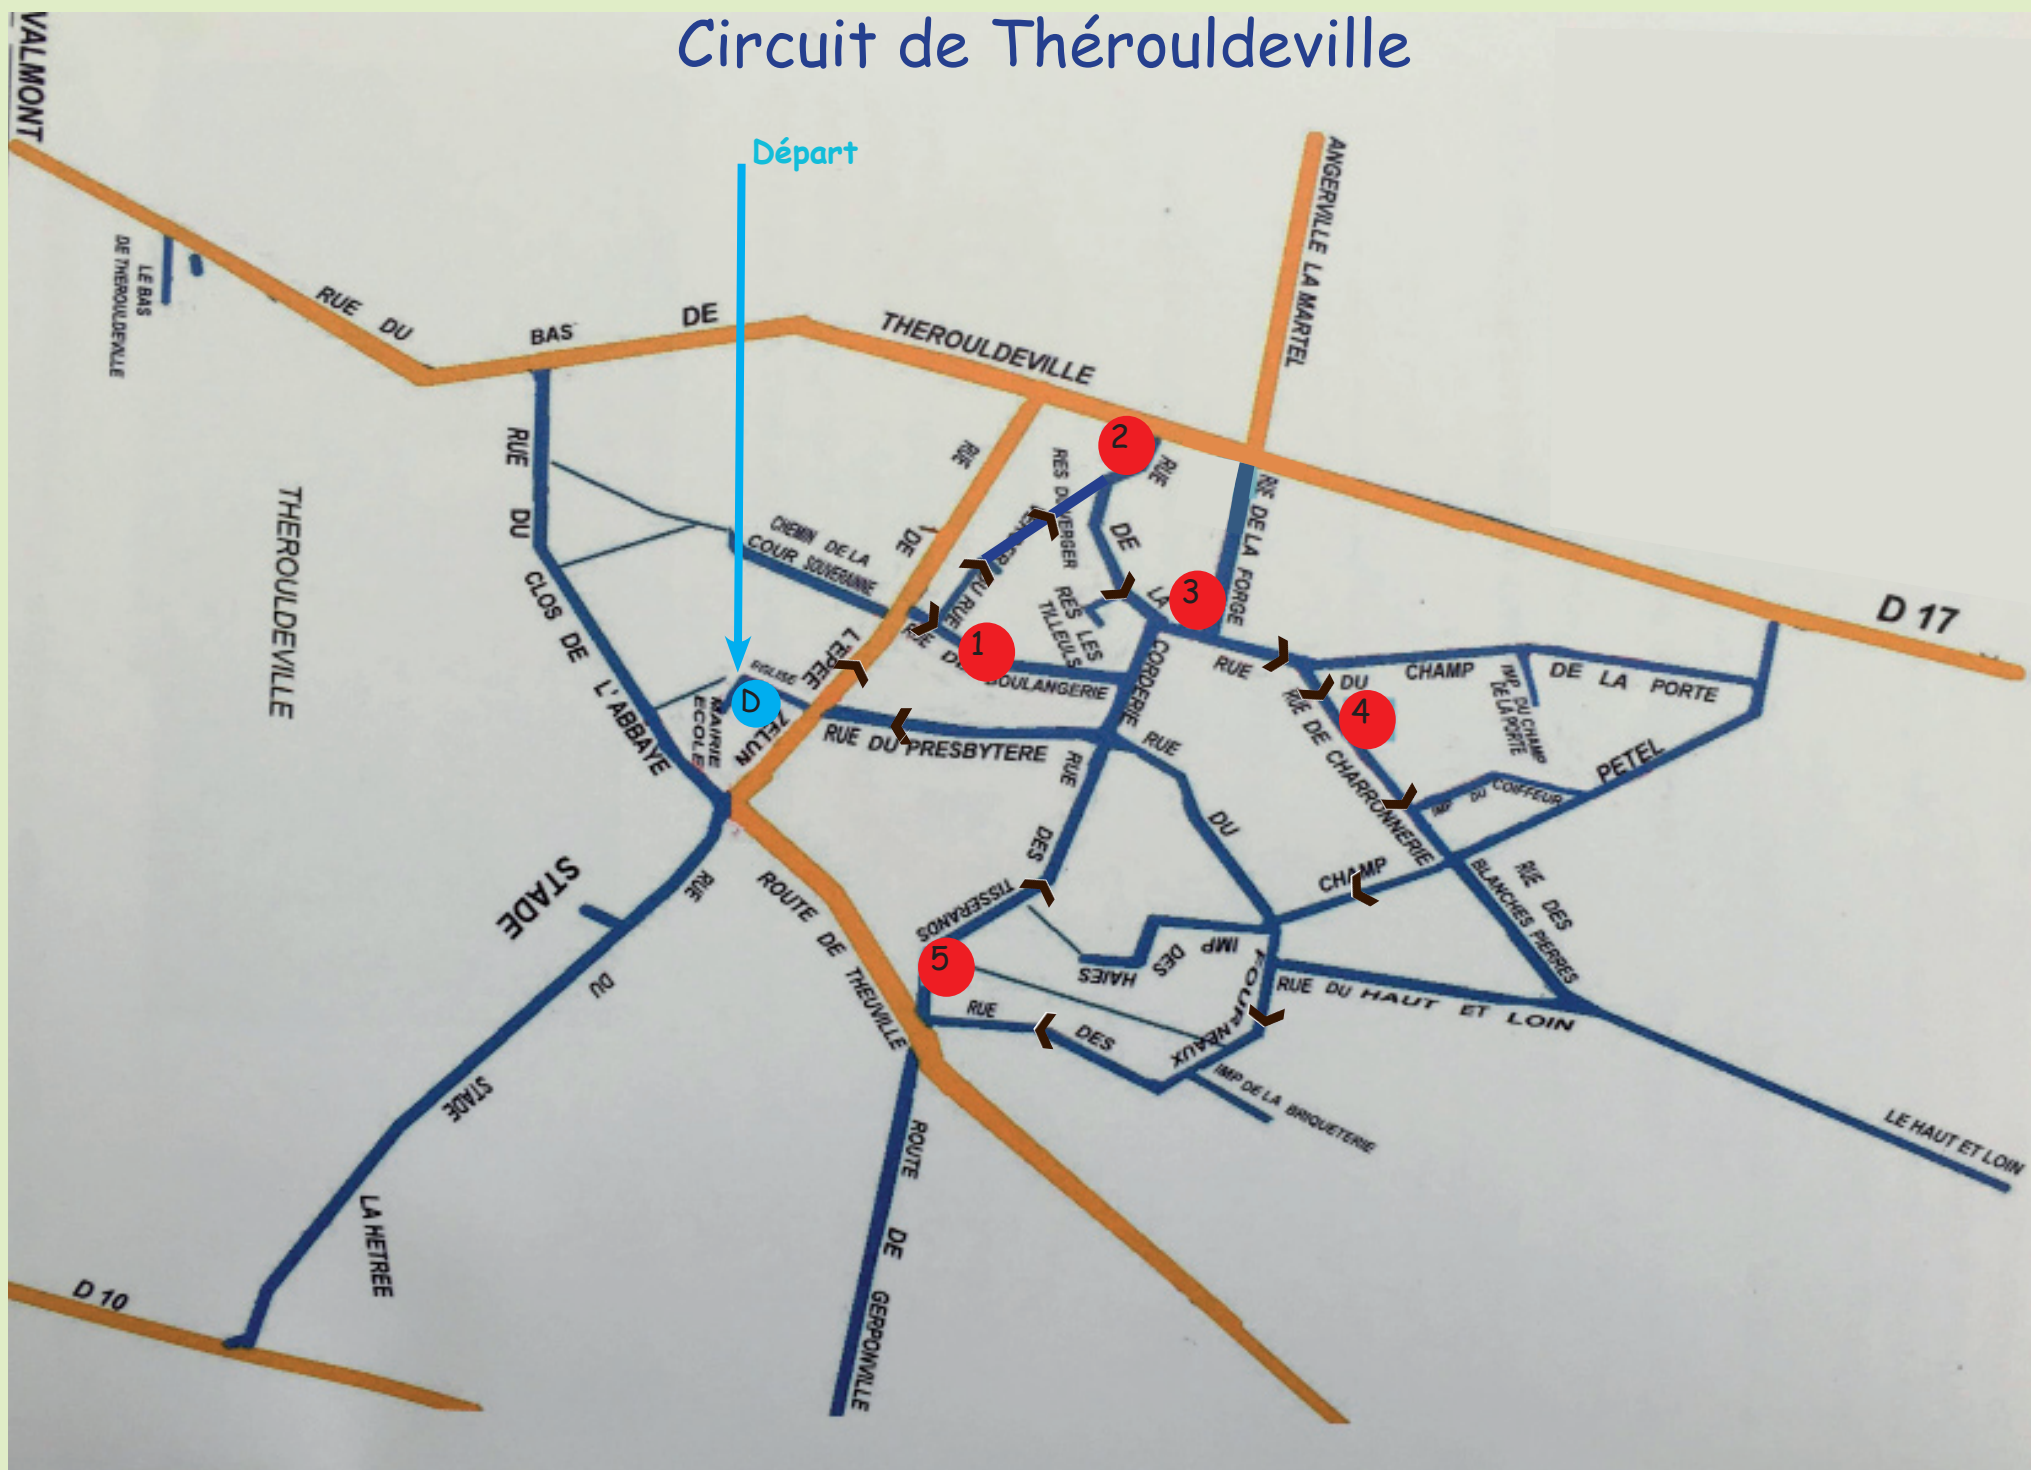 Circuit de Thérouldeville
VALMONT
Départ
ANGERVILLE LA MARTEL
LE BAS
DE THEROULDEVILLE
RUE DU BAS DE THEROULDEVILLE
D 17
THEROULDEVILLE
RUE DU CLOS DE L'ABBAYE
CHEMIN DE LA
COUR SOUVERAINNE
RUE DE L'EPEE
RES DU VERGER
RES LES
TILLEULS
2
RUE DE LA CORDERIE
RUE DE LA FORGE
3
1
RUE
BOULANGERIE
EGLISE
D
MAIRIE
ECOLE
RUE DU PRESBYTERE
RUE DU CHAMP DE LA PORTE
IMP DU CHAMP
DE LA PORTE
4
RUE DE CHARRONNERIE
IMP DU COIFFEUR
RUE DU CHAMP PETEL
RUE DES
BLANCHES PIERRES
RUE DES TISSERANDS
5
IMP DES HAIES
RUE DU HAUT ET LOIN
RUE DES FOURNEAUX
IMP DE LA BRIQUETERIE
LE HAUT ET LOIN
STADE
RUE DU STADE
LA HETREE
ROUTE DE THEUVILLE
ROUTE DE GERPONVILLE
D 10